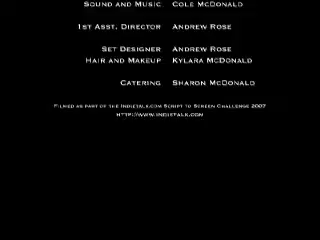 Sound and Music Cole McDonald
1st Asst. Director Andrew Rose
Set Designer Andrew Rose
Hair and Makeup Kylara McDonald
Catering Sharon McDonald
Filmed as part of the Indietalk.com Script to Screen Challenge 2007
http://www.indietalk.com